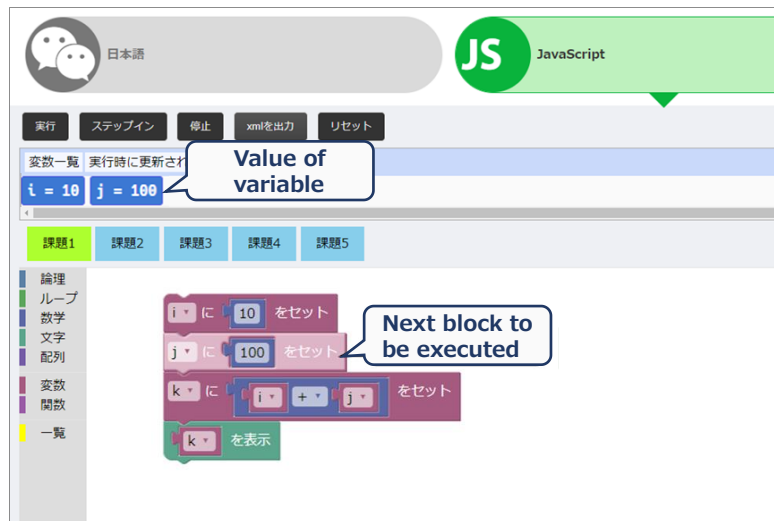 日本語
JS
JavaScript
実行 ステップイン 停止 xmlを出力 リセット
変数一覧 実行時に更新され
Value of
variable
i = 10 j = 100
課題1 課題2 課題3 課題4 課題5
論理
ループ
数学
文字
配列
変数
関数
一覧
i に 10 をセット
j に 100 をセット
Next block to
be executed
k に i + j をセット
k を表示